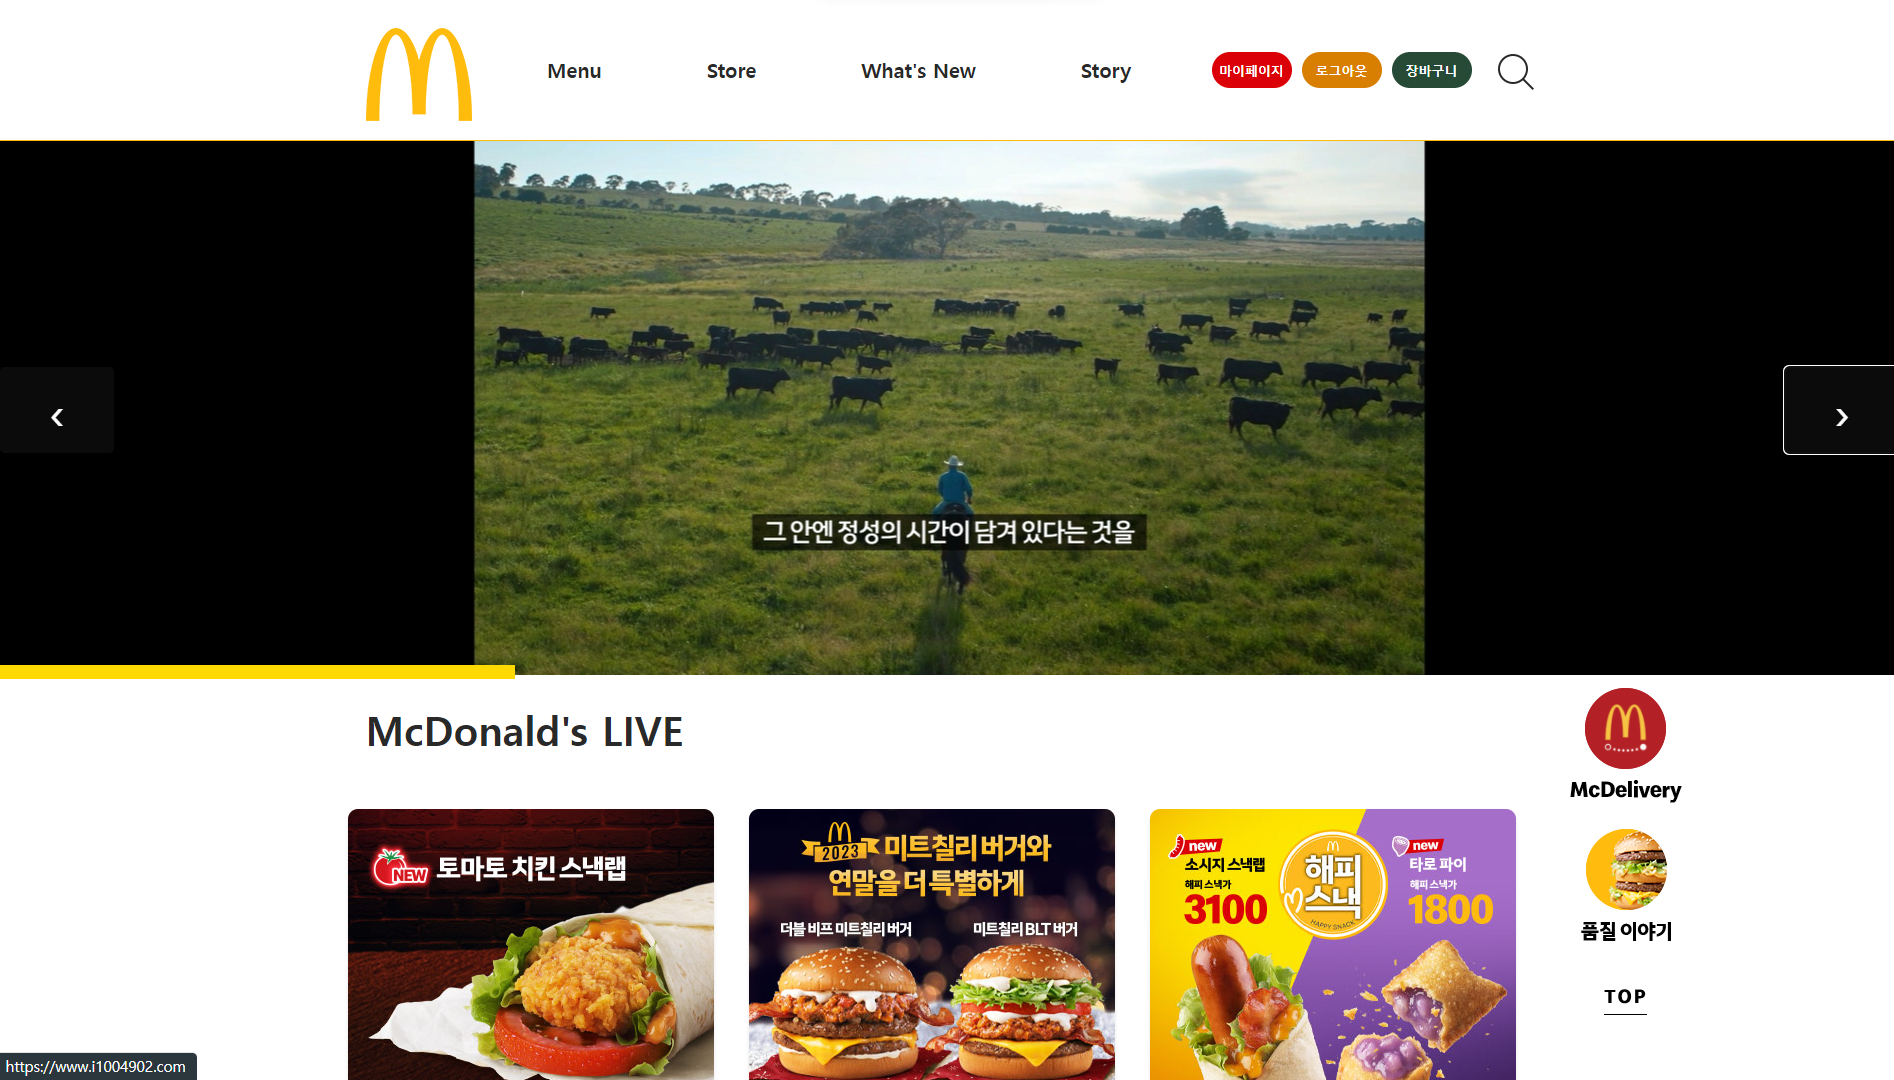 Menu
Store
What's New
Story
마이페이지
로그아웃
장바구니
‹
›
그 안엔 정성의 시간이 담겨 있다는 것을
McDonald's LIVE
McDelivery
품질 이야기
TOP
NEW
토마토 치킨 스낵랩
2023
미트칠리 버거와
연말을 더 특별하게
더블 비프 미트칠리 버거
미트칠리 BLT 버거
new
소시지 스낵랩
해피 스낵가
3100
해피
스낵
HAPPY SNACK
new
타로 파이
해피 스낵가
1800
https://www.i1004902.com